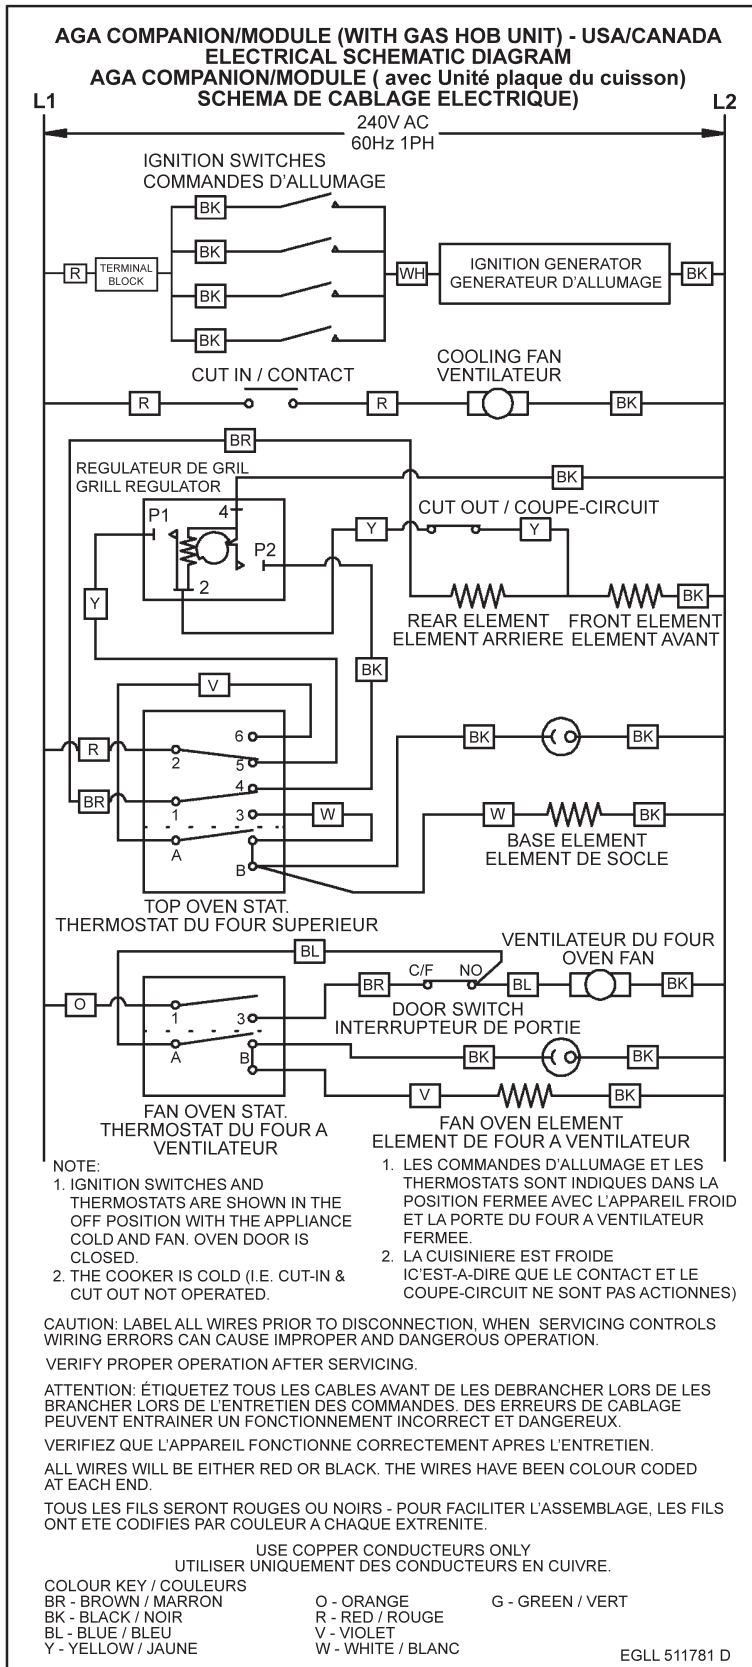 AGA COMPANION/MODULE (WITH GAS HOB UNIT) - USA/CANADA
ELECTRICAL SCHEMATIC DIAGRAM
AGA COMPANION/MODULE ( avec Unité plaque du cuisson)
SCHEMA DE CABLAGE ELECTRIQUE)
L1
L2
240V AC
60Hz 1PH
IGNITION SWITCHES
COMMANDES D'ALLUMAGE
BK
BK
BK
BK
R
TERMINAL
BLOCK
WH
IGNITION GENERATOR
GENERATEUR D'ALLUMAGE
BK
CUT IN / CONTACT
COOLING FAN
VENTILATEUR
R
R
BK
BR
REGULATEUR DE GRIL
GRILL REGULATOR
BK
P1
4
P2
2
CUT OUT / COUPE-CIRCUIT
Y
Y
Y
BK
REAR ELEMENT
ELEMENT ARRIERE
FRONT ELEMENT
ELEMENT AVANT
BK
V
6
R
2
5
BK
BK
4
BR
1
3
W
A
B
W
BK
BASE ELEMENT
ELEMENT DE SOCLE
TOP OVEN STAT.
THERMOSTAT DU FOUR SUPERIEUR
BL
VENTILATEUR DU FOUR
OVEN FAN
C/F
NO
BR
BL
BK
DOOR SWITCH
INTERRUPTEUR DE PORTIE
O
1
3
A
B
BK
BK
V
BK
FAN OVEN STAT.
THERMOSTAT DU FOUR A
VENTILATEUR
FAN OVEN ELEMENT
ELEMENT DE FOUR A VENTILATEUR
NOTE:
1. IGNITION SWITCHES AND
THERMOSTATS ARE SHOWN IN THE
OFF POSITION WITH THE APPLIANCE
COLD AND FAN. OVEN DOOR IS
CLOSED.
2. THE COOKER IS COLD (I.E. CUT-IN &
CUT OUT NOT OPERATED.
1. LES COMMANDES D'ALLUMAGE ET LES
THERMOSTATS SONT INDIQUES DANS LA
POSITION FERMEE AVEC L'APPAREIL FROID
ET LA PORTE DU FOUR A VENTILATEUR
FERMEE.
2. LA CUISINIERE EST FROIDE
IC'EST-A-DIRE QUE LE CONTACT ET LE
COUPE-CIRCUIT NE SONT PAS ACTIONNES)
CAUTION: LABEL ALL WIRES PRIOR TO DISCONNECTION, WHEN SERVICING CONTROLS
WIRING ERRORS CAN CAUSE IMPROPER AND DANGEROUS OPERATION.
VERIFY PROPER OPERATION AFTER SERVICING.
ATTENTION: ÉTIQUETEZ TOUS LES CABLES AVANT DE LES DEBRANCHER LORS DE LES
BRANCHER LORS DE L'ENTRETIEN DES COMMANDES. DES ERREURS DE CABLAGE
PEUVENT ENTRAINER UN FONCTIONNEMENT INCORRECT ET DANGEREUX.
VERIFIEZ QUE L'APPAREIL FONCTIONNE CORRECTEMENT APRES L'ENTRETIEN.
ALL WIRES WILL BE EITHER RED OR BLACK. THE WIRES HAVE BEEN COLOUR CODED
AT EACH END.
TOUS LES FILS SERONT ROUGES OU NOIRS - POUR FACILITER L'ASSEMBLAGE, LES FILS
ONT ETE CODIFIES PAR COULEUR A CHAQUE EXTRENITE.
USE COPPER CONDUCTEURS ONLY
UTILISER UNIQUEMENT DES CONDUCTEURS EN CUIVRE.
COLOUR KEY / COULEURS
BR - BROWN / MARRON
BK - BLACK / NOIR
BL - BLUE / BLEU
Y - YELLOW / JAUNE
O - ORANGE
R - RED / ROUGE
V - VIOLET
W - WHITE / BLANC
G - GREEN / VERT
EGLL 511781 D